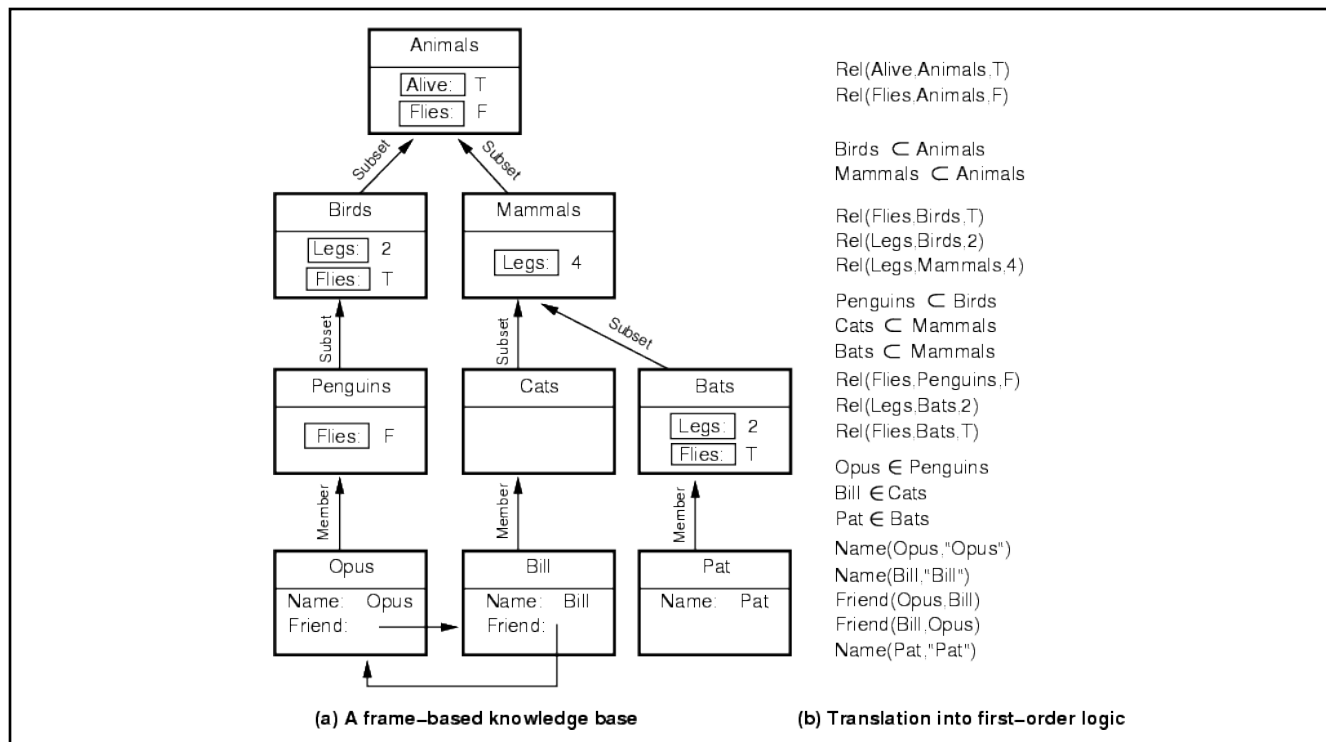 Animals
Alive: T
Flies: F
Subset
Subset
Birds
Legs: 2
Flies: T
Mammals
Legs: 4
Subset
Subset
Subset
Penguins
Flies: F
Cats
Bats
Legs: 2
Flies: T
Member
Member
Member
Opus
Name: Opus
Friend:
Bill
Name: Bill
Friend:
Pat
Name: Pat
(a) A frame–based knowledge base
Rel(Alive,Animals,T)
Rel(Flies,Animals,F)
Birds ⊂ Animals
Mammals ⊂ Animals
Rel(Flies,Birds,T)
Rel(Legs,Birds,2)
Rel(Legs,Mammals,4)
Penguins ⊂ Birds
Cats ⊂ Mammals
Bats ⊂ Mammals
Rel(Flies,Penguins,F)
Rel(Legs,Bats,2)
Rel(Flies,Bats,T)
Opus ∈ Penguins
Bill ∈ Cats
Pat ∈ Bats
Name(Opus,"Opus")
Name(Bill,"Bill")
Friend(Opus,Bill)
Friend(Bill,Opus)
Name(Pat,"Pat")
(b) Translation into first–order logic